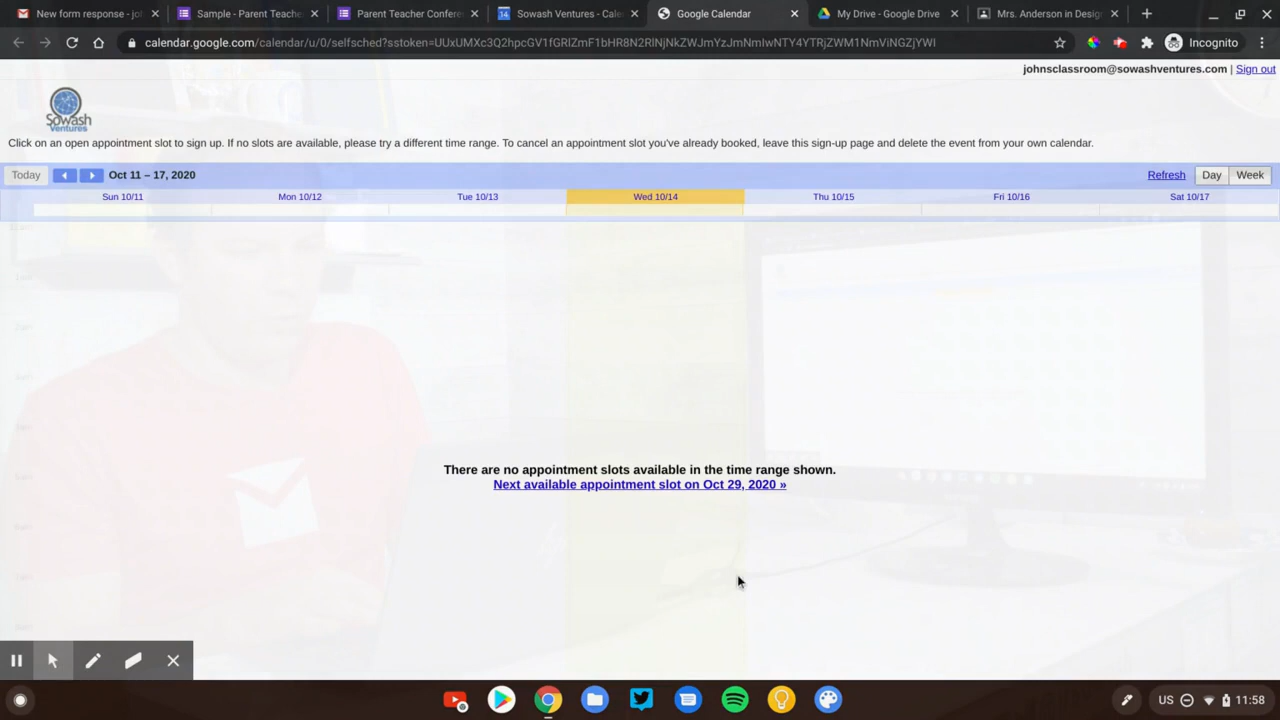 New form response - jo
Sample - Parent Teache
Parent Teacher Confere
Sowash Ventures - Cale
Google Calendar
My Drive - Google Drive
Mrs. Anderson in Desig
calendar.google.com/calendar/u/0/selfsched?sstoken=UUxUMXc3Q2hpcGV1fGRlZmF1bHR8N2RlNjNkZWJmYzJmNmIwNTY4YTRjZWM1NmViNGZjYWI
Incognito
johnsclassroom@sowashventures.com | Sign out
Sowash
Ventures
Click on an open appointment slot to sign up. If no slots are available, please try a different time range. To cancel an appointment slot you've already booked, leave this sign-up page and delete the event from your own calendar.
Today
Oct 11 – 17, 2020
Refresh
Day
Week
Sun 10/11
Mon 10/12
Tue 10/13
Wed 10/14
Thu 10/15
Fri 10/16
Sat 10/17
There are no appointment slots available in the time range shown.
Next available appointment slot on Oct 29, 2020 »
US
11:58